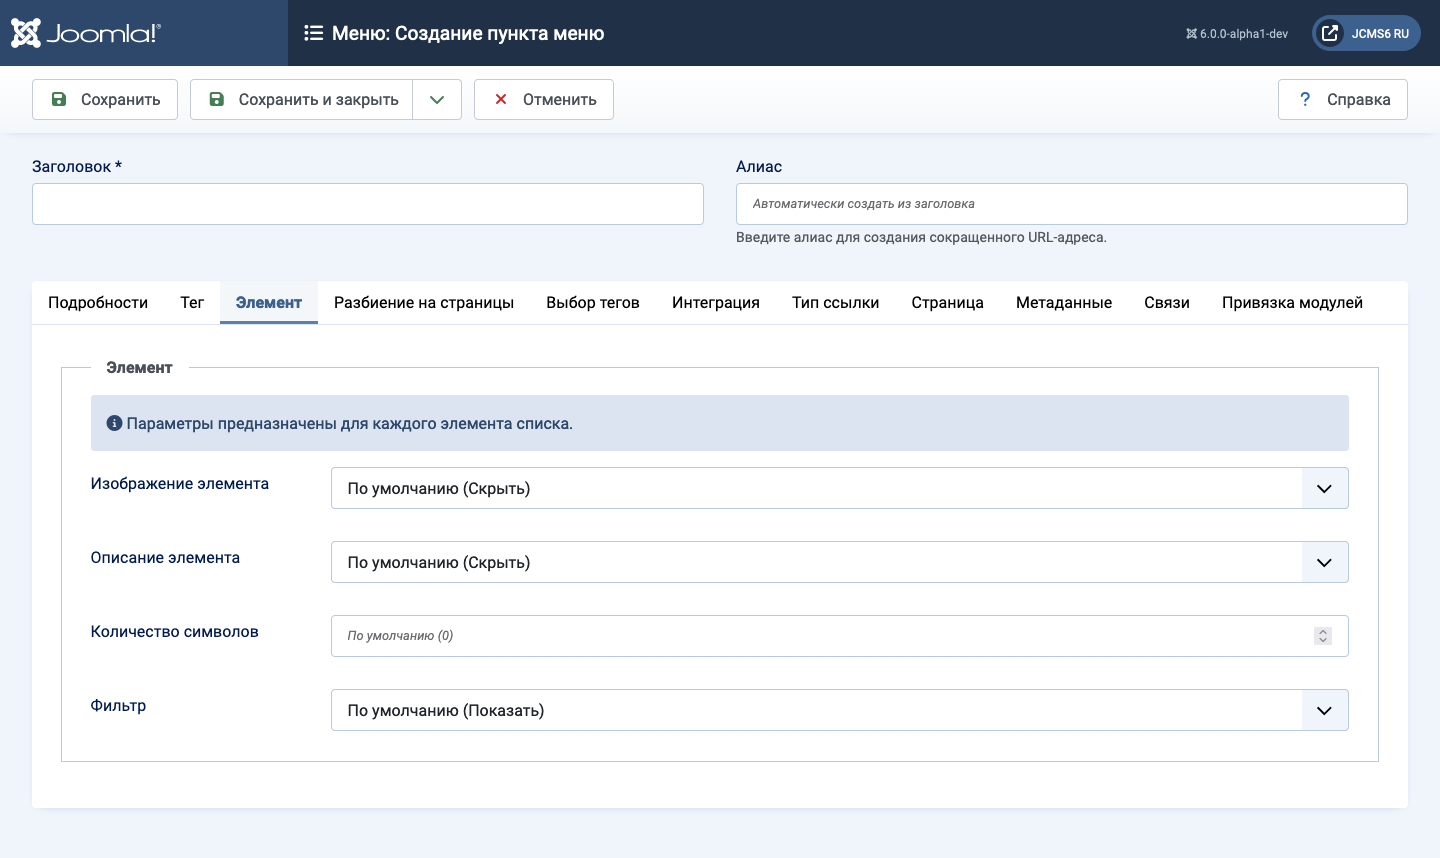 Joomla!®
Меню: Создание пункта меню
6.0.0-alpha1-dev
JCMS6 RU
Сохранить
Сохранить и закрыть
Отменить
? Справка
Заголовок *
Алиас
Автоматически создать из заголовка
Введите алиас для создания сокращенного URL-адреса.
Подробности Тег Элемент Разбиение на страницы Выбор тегов Интеграция Тип ссылки Страница Метаданные Связи Привязка модулей
Элемент
Параметры предназначены для каждого элемента списка.
Изображение элемента
По умолчанию (Скрыть)
Описание элемента
По умолчанию (Скрыть)
Количество символов
По умолчанию (0)
Фильтр
По умолчанию (Показать)